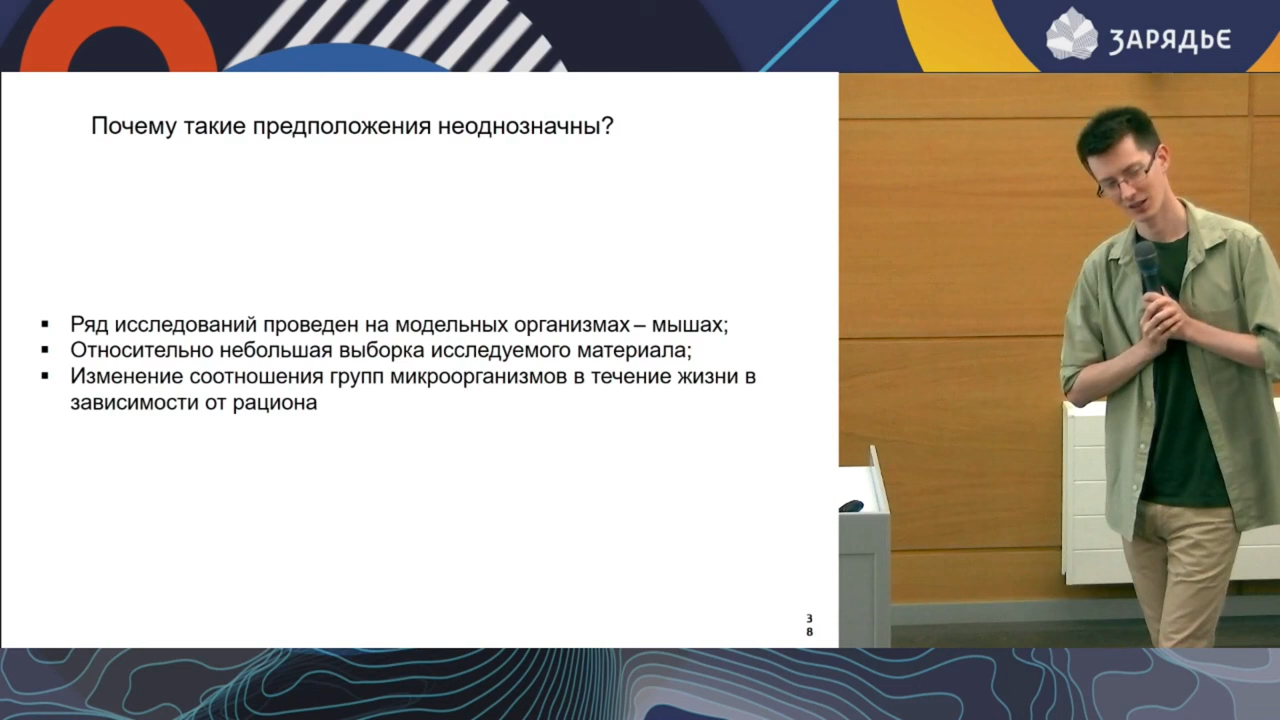 ЗАРЯДЬЕ
Почему такие предположения неоднозначны?
▪ Ряд исследований проведен на модельных организмах – мышах;
▪ Относительно небольшая выборка исследуемого материала;
▪ Изменение соотношения групп микроорганизмов в течение жизни в
зависимости от рациона
3
8